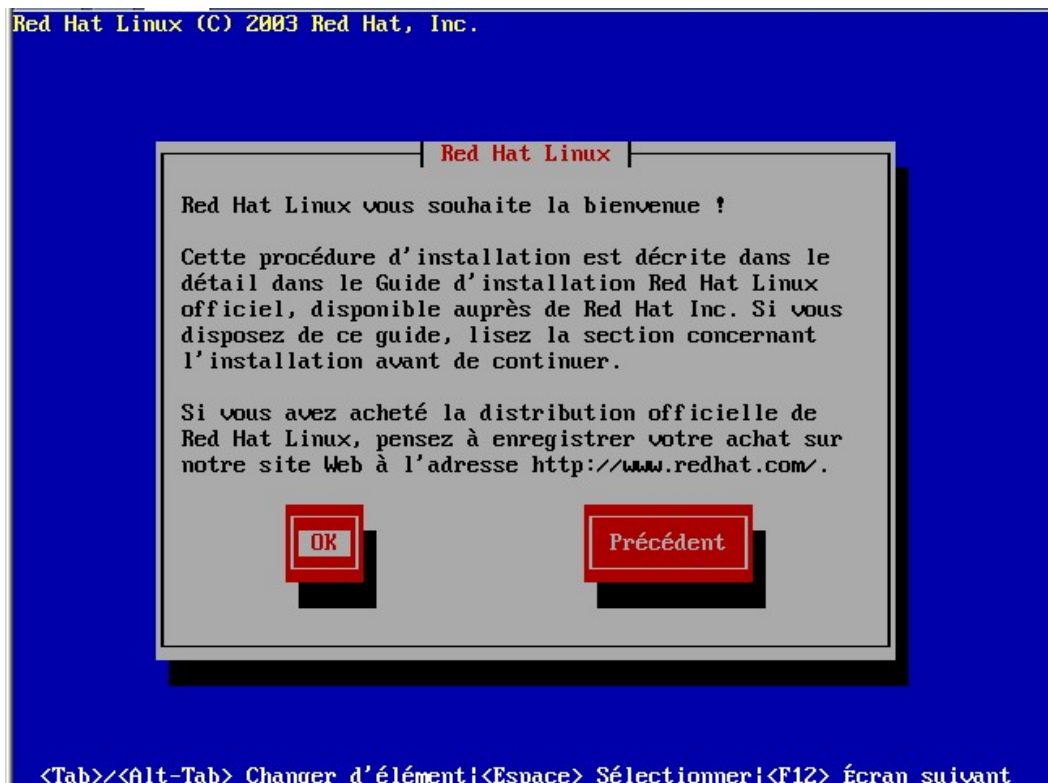 Red Hat Linux (C) 2003 Red Hat, Inc.
Red Hat Linux
Red Hat Linux vous souhaite la bienvenue !
Cette procédure d'installation est décrite dans le
détail dans le Guide d'installation Red Hat Linux
officiel, disponible auprès de Red Hat Inc. Si vous
disposez de ce guide, lisez la section concernant
l'installation avant de continuer.
Si vous avez acheté la distribution officielle de
Red Hat Linux, pensez à enregistrer votre achat sur
notre site Web à l'adresse http://www.redhat.com/.
OK Précédent
<Tab>/<Alt-Tab> Changer d'élément|<Espace> Sélectionner|<F12> Écran suivant